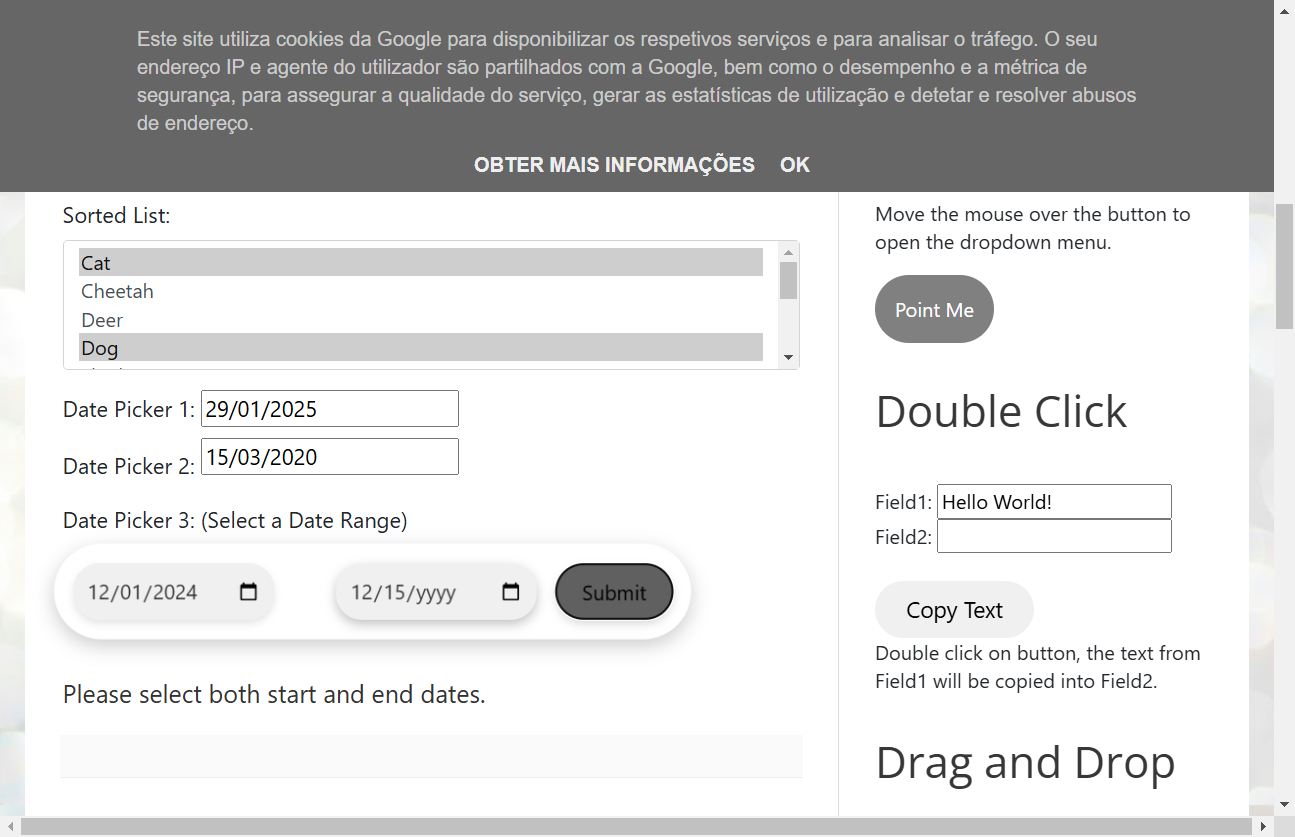 Este site utiliza cookies da Google para disponibilizar os respetivos serviços e para analisar o tráfego. O seu
endereço IP e agente do utilizador são partilhados com a Google, bem como o desempenho e a métrica de
segurança, para assegurar a qualidade do serviço, gerar as estatísticas de utilização e detetar e resolver abusos
de endereço.
OBTER MAIS INFORMAÇÕES OK
Sorted List:
Cat
Cheetah
Deer
Dog
Date Picker 1: 29/01/2025
Date Picker 2: 15/03/2020
Date Picker 3: (Select a Date Range)
12/01/2024 12/15/yyyy Submit
Please select both start and end dates.
Move the mouse over the button to
open the dropdown menu.
Point Me
Double Click
Field1: Hello World!
Field2:
Copy Text
Double click on button, the text from
Field1 will be copied into Field2.
Drag and Drop